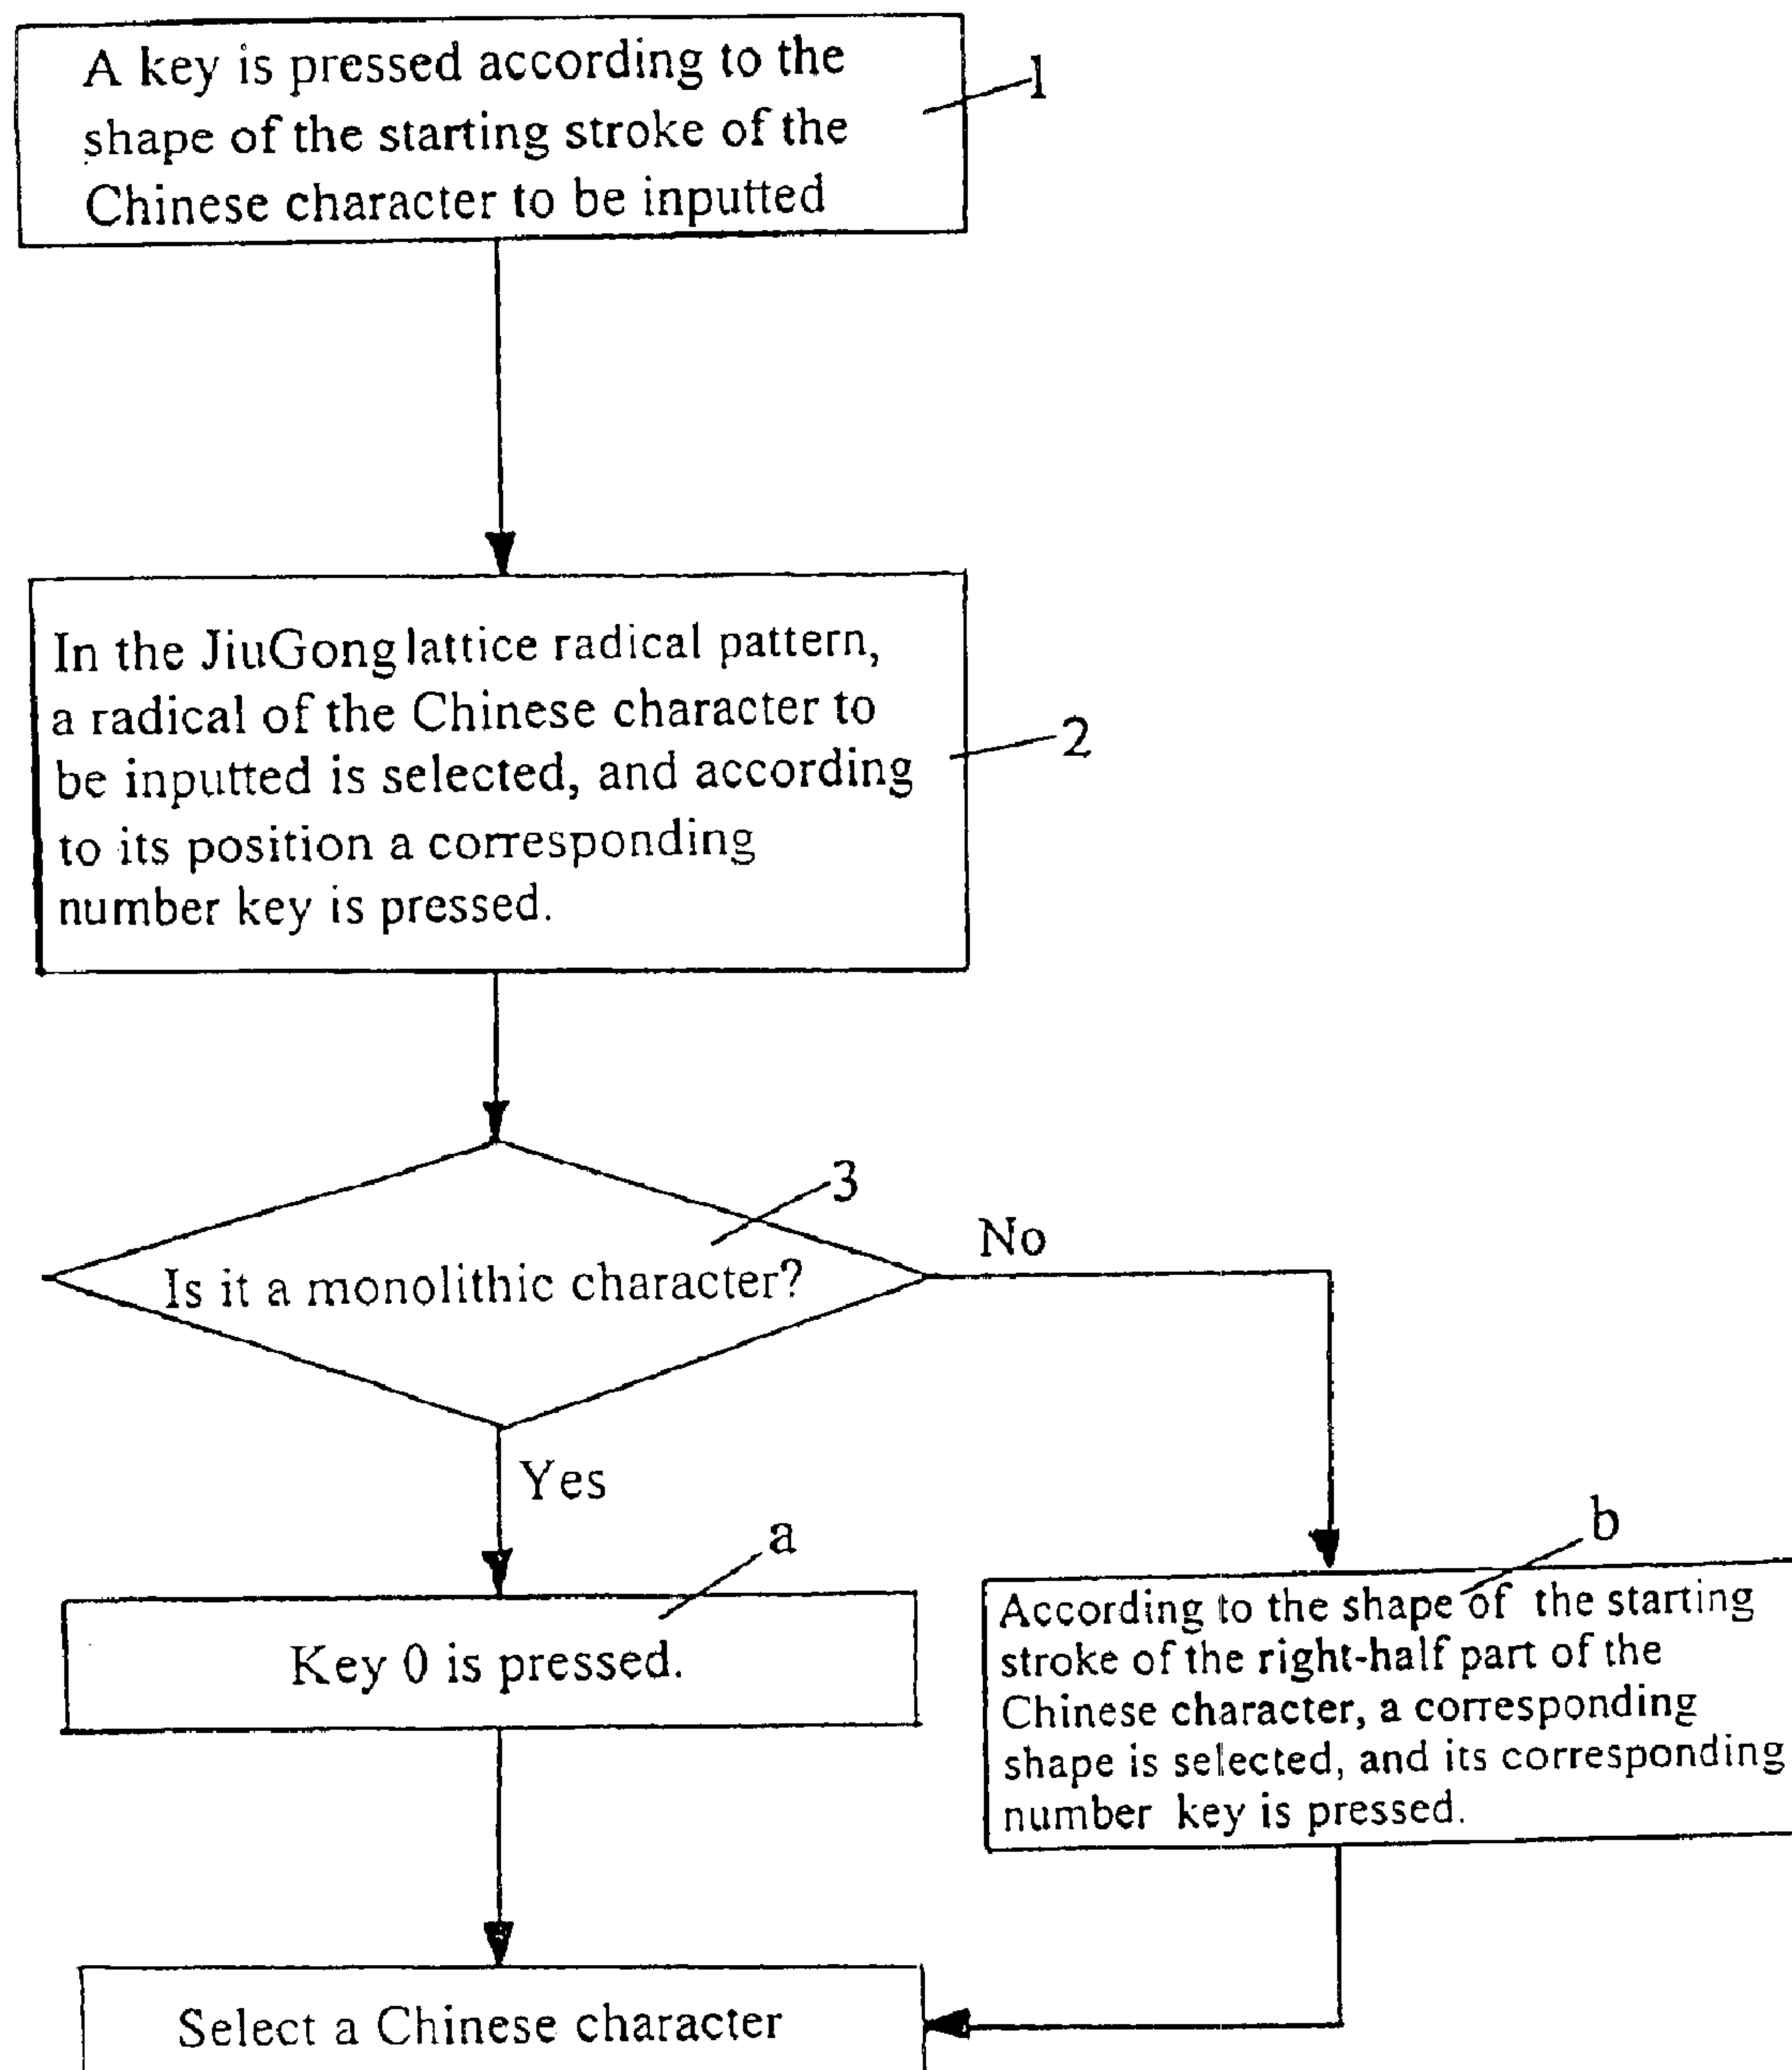 A key is pressed according to the
shape of the starting stroke of the
Chinese character to be inputted
1
In the JiuGong lattice radical pattern,
a radical of the Chinese character to
be inputted is selected, and according
to its position a corresponding
number key is pressed.
2
3
Is it a monolithic character?
No
Yes
a
Key 0 is pressed.
b
According to the shape of the starting
stroke of the right-half part of the
Chinese character, a corresponding
shape is selected, and its corresponding
number key is pressed.
Select a Chinese character